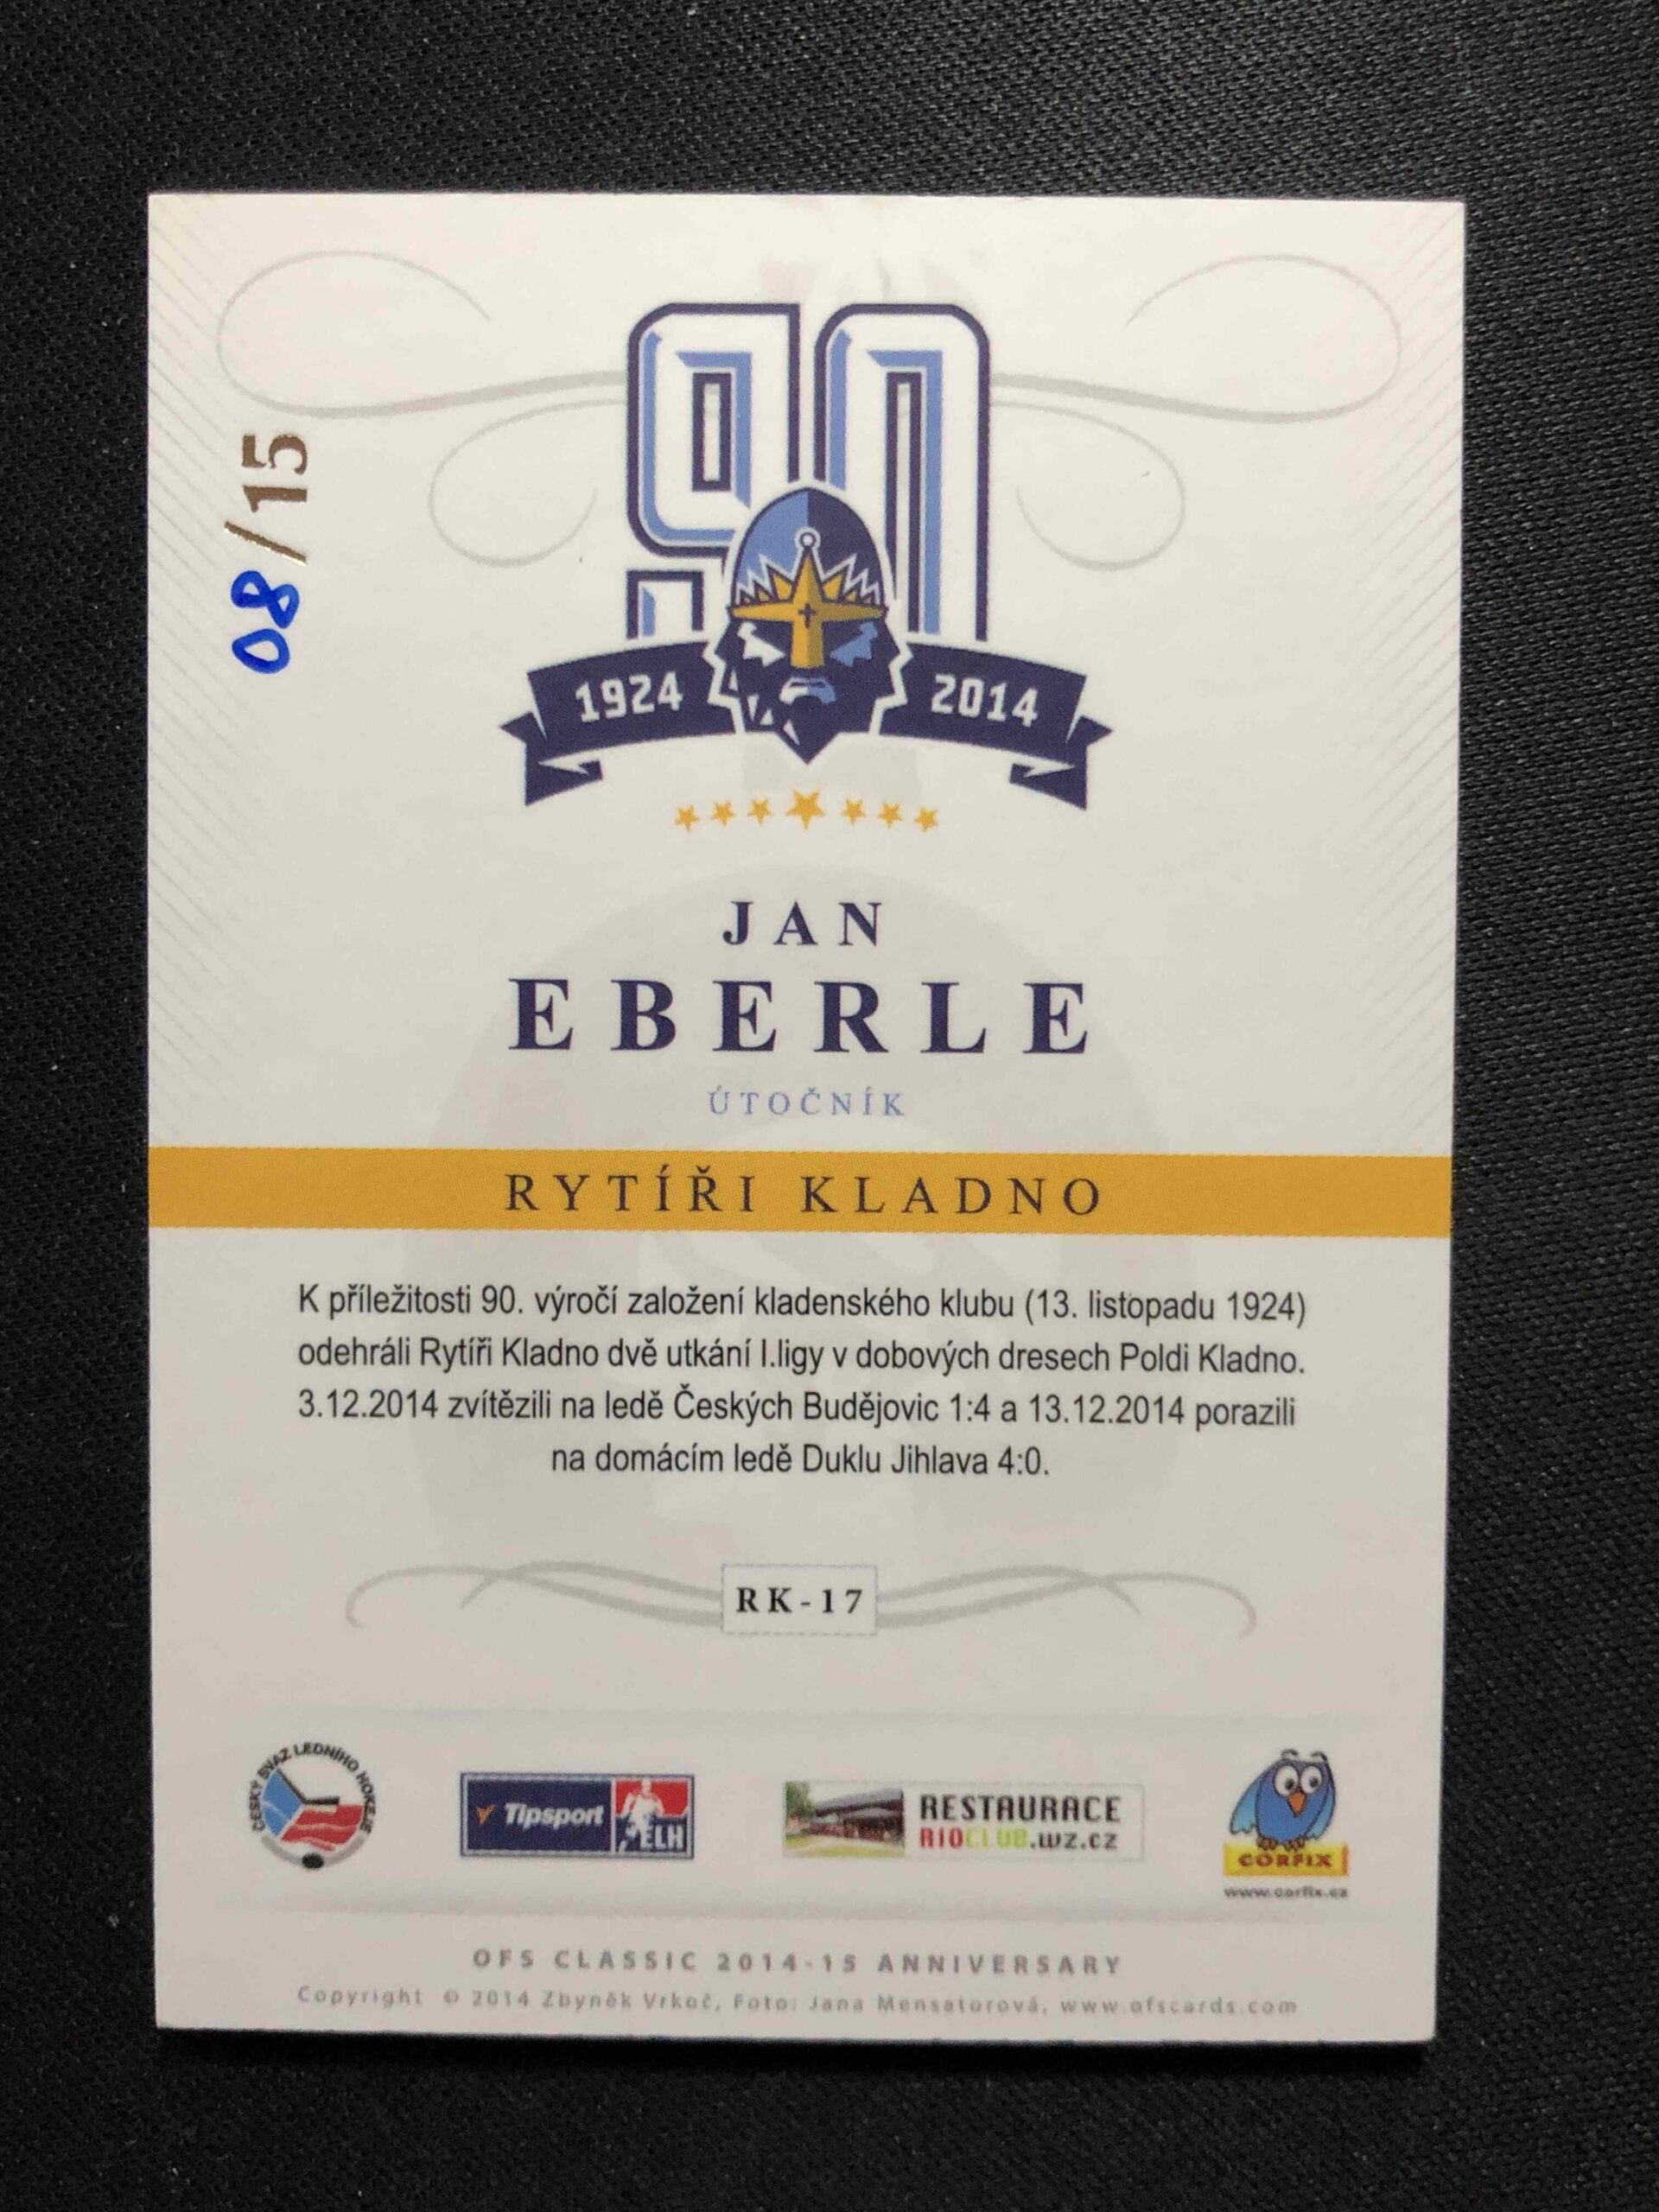 08/15
90
1924 2014
JAN
EBERLE
ÚTOČNÍK
RYTÍŘI KLADNO
K příležitosti 90. výročí založení kladenského klubu (13. listopadu 1924)
odehráli Rytíři Kladno dvě utkání I.ligy v dobových dresech Poldi Kladno.
3.12.2014 zvítězili na ledě Českých Budějovic 1:4 a 13.12.2014 porazili
na domácím ledě Duklu Jihlava 4:0.
RK-17
ČESKÝ SVAZ LEDNÍHO HOKEJE
Tipsport ELH
RESTAURACE
RIOCLUB.wz.cz
CORFIX
www.corfix.cz
OFS CLASSIC 2014-15 ANNIVERSARY
Copyright © 2014 Zbyněk Vrkoč, Foto: Jana Mensatorová, www.ofscards.com